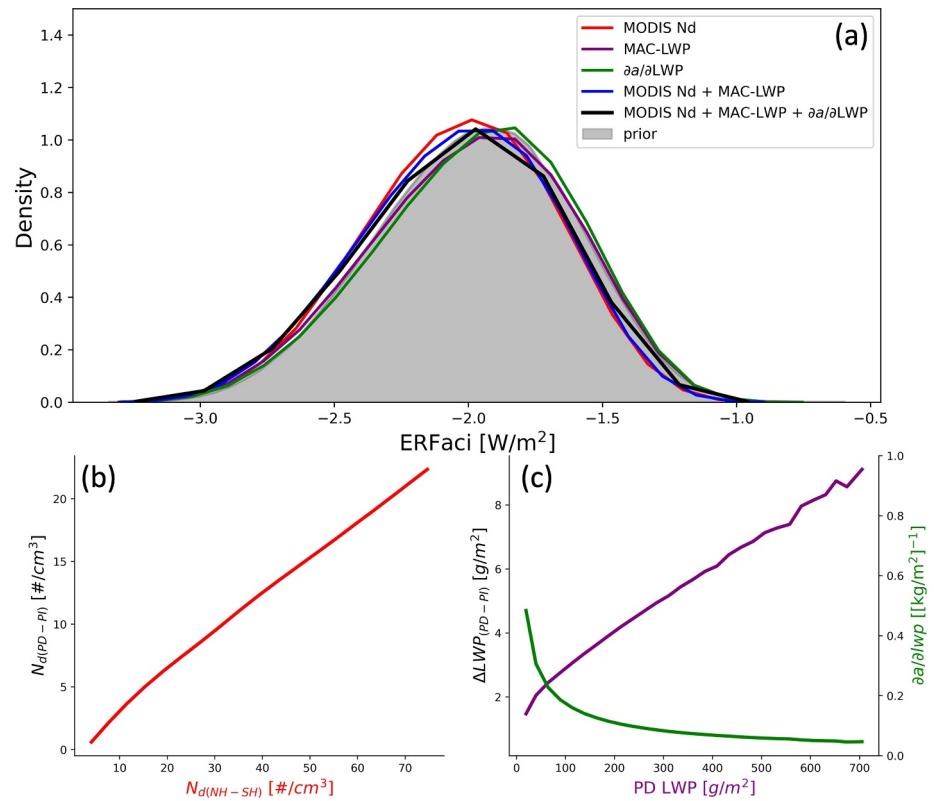 1.4
1.2
1.0
0.8
0.6
0.4
0.2
0.0
Density
MODIS Nd
MAC-LWP
∂a/∂LWP
MODIS Nd + MAC-LWP
MODIS Nd + MAC-LWP + ∂a/∂LWP
prior
(a)
−3.0 −2.5 −2.0 −1.5 −1.0 −0.5
ERFaci [W/m²]
(b)
20
15
10
5
0
N_d(PD−PI) [#/cm³]
10 20 30 40 50 60 70
N_d(NH−SH) [#/cm³]
(c)
8
6
4
2
ΔLWP_(PD−PI) [g/m²]
1.0
0.8
0.6
0.4
0.2
0.0
∂a/∂lwp [[kg/m²]⁻¹]
0 100 200 300 400 500 600 700
PD LWP [g/m²]